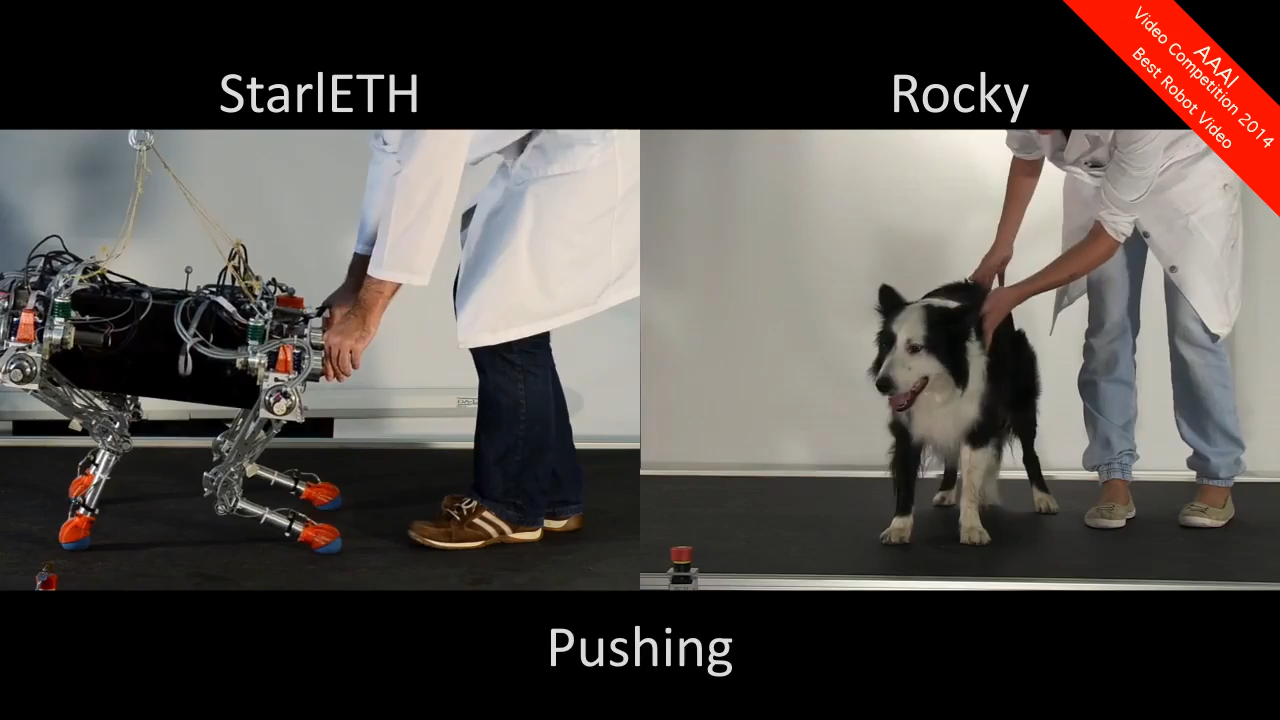 StarlETH
Rocky
AAAI
Video Competition 2014
Best Robot Video
Pushing